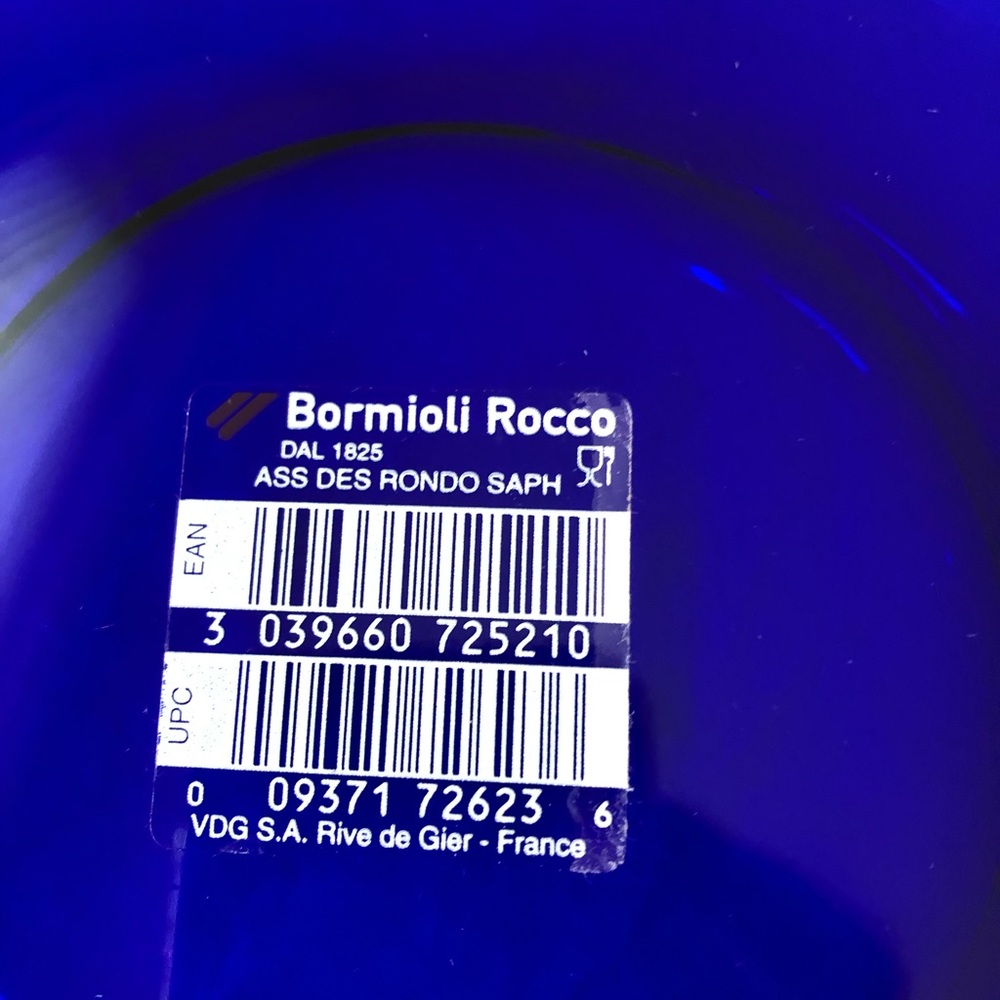 Bormioli Rocco
DAL 1825
ASS DES RONDO SAPH
EAN
3 039660 725210
UPC
0 09371 72623 6
VDG S.A. Rive de Gier - France